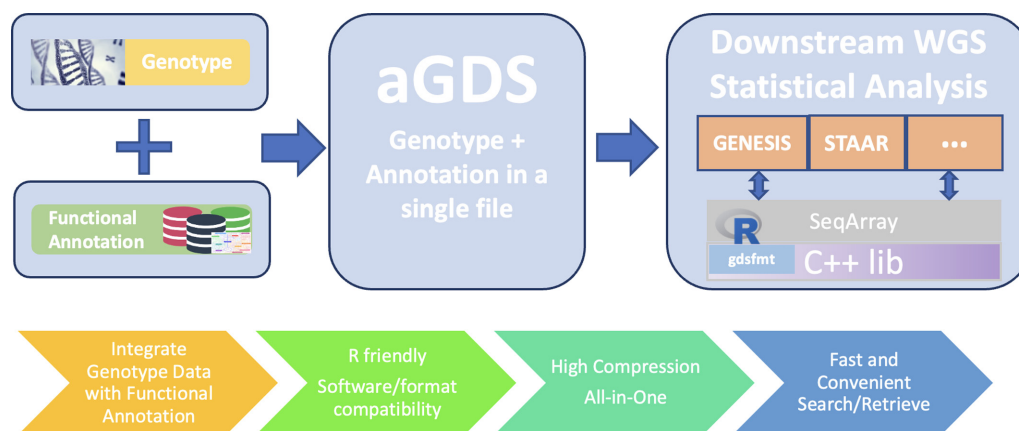 Genotype
Functional
Annotation
aGDS
Genotype +
Annotation in a
single file
Downstream WGS
Statistical Analysis
GENESIS
STAAR
...
R
SeqArray
gdsfmt
C++ lib
Integrate
Genotype Data
with Functional
Annotation
R friendly
Software/format
compatibility
High Compression
All-in-One
Fast and
Convenient
Search/Retrieve